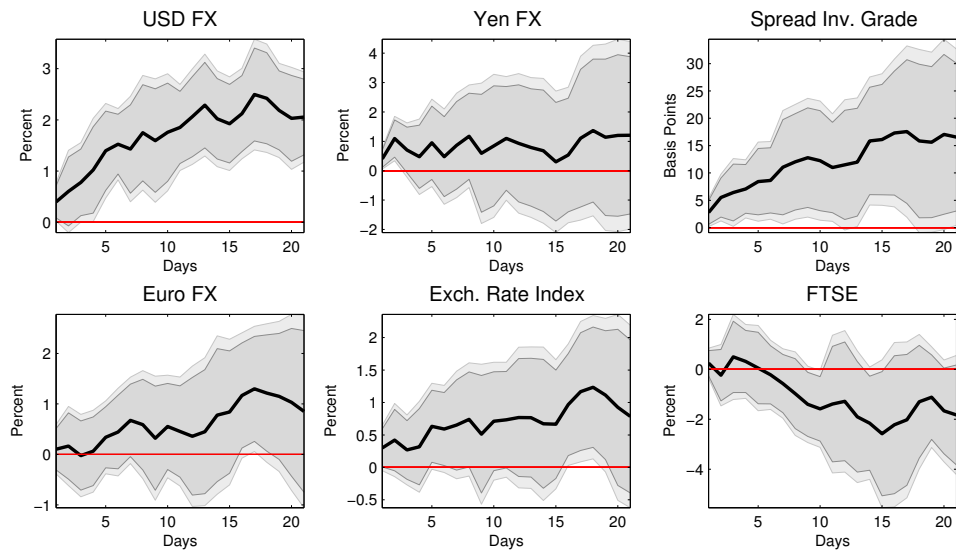 USD FX Yen FX Spread Inv. Grade
Percent 3 2 1 0
5 10 15 20
Days
Percent 4 3 2 1 0 −1 −2
5 10 15 20
Days
Basis Points 30 25 20 15 10 5 0
5 10 15 20
Days
Euro FX Exch. Rate Index FTSE
Percent 2 1 0 −1
5 10 15 20
Days
Percent 2 1.5 1 0.5 0 −0.5
5 10 15 20
Days
Percent 2 0 −2 −4
5 10 15 20
Days